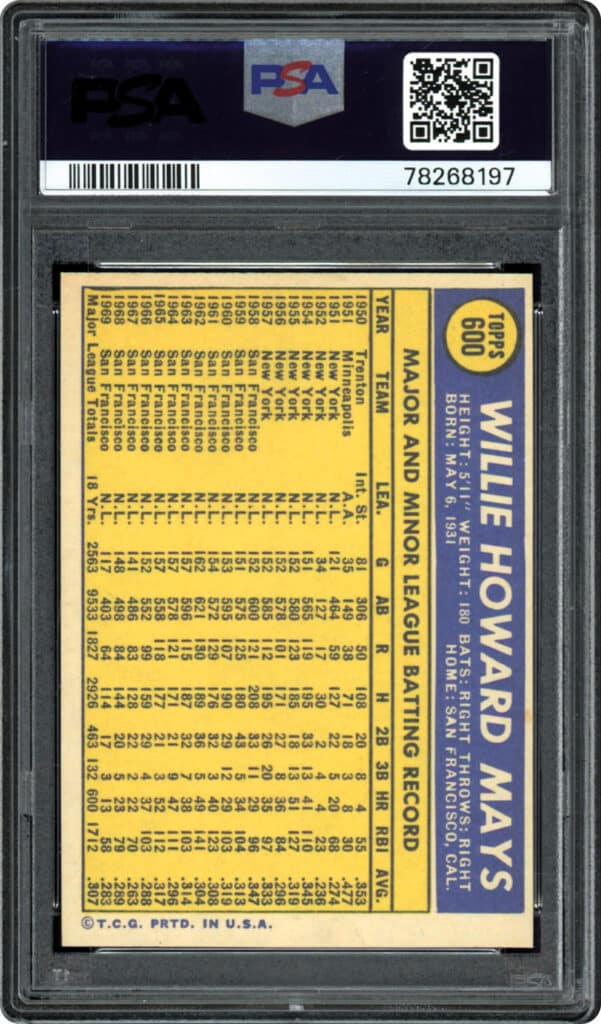 PSA
PSA
78268197
TOPPS
600
WILLIE HOWARD MAYS
HEIGHT: 5'11" WEIGHT: 180 BATS: RIGHT THROWS: RIGHT
BORN: MAY 6, 1931 HOME: SAN FRANCISCO, CAL.
MAJOR AND MINOR LEAGUE BATTING RECORD
YEAR TEAM LEA. G AB R H 2B 3B HR RBI AVG.
1950 Trenton Int. St. 81 306 50 108 20 8 4 55 .353
1951 Minneapolis A.A. 35 149 38 71 18 3 8 30 .477
1951 New York N.L. 121 464 59 127 22 5 20 68 .274
1952 New York N.L. 34 127 17 30 2 4 4 23 .236
1954 New York N.L. 151 565 119 195 33 13 41 110 .345
1955 New York N.L. 152 580 123 185 18 13 51 127 .319
1956 New York N.L. 152 578 101 171 27 8 36 84 .296
1957 New York N.L. 152 585 112 195 26 20 35 97 .333
1958 San Francisco N.L. 152 600 121 208 33 11 29 96 .347
1959 San Francisco N.L. 151 575 125 180 43 5 34 104 .313
1960 San Francisco N.L. 153 595 107 190 29 12 29 103 .319
1961 San Francisco N.L. 154 572 129 176 32 3 40 123 .308
1962 San Francisco N.L. 162 621 130 189 36 5 49 141 .304
1963 San Francisco N.L. 157 596 115 187 32 7 38 103 .314
1964 San Francisco N.L. 157 578 121 171 21 9 47 111 .296
1965 San Francisco N.L. 157 558 118 177 21 3 52 112 .317
1966 San Francisco N.L. 152 552 99 159 29 4 37 103 .288
1967 San Francisco N.L. 141 486 83 128 22 2 22 70 .263
1968 San Francisco N.L. 148 498 84 144 20 5 23 79 .289
1969 San Francisco N.L. 117 403 64 114 17 3 13 58 .283
Major League Totals 18 Yrs. 2563 9533 1827 2926 463 132 600 1712 .307
© T.C.G. PRTD. IN U.S.A.
PSA